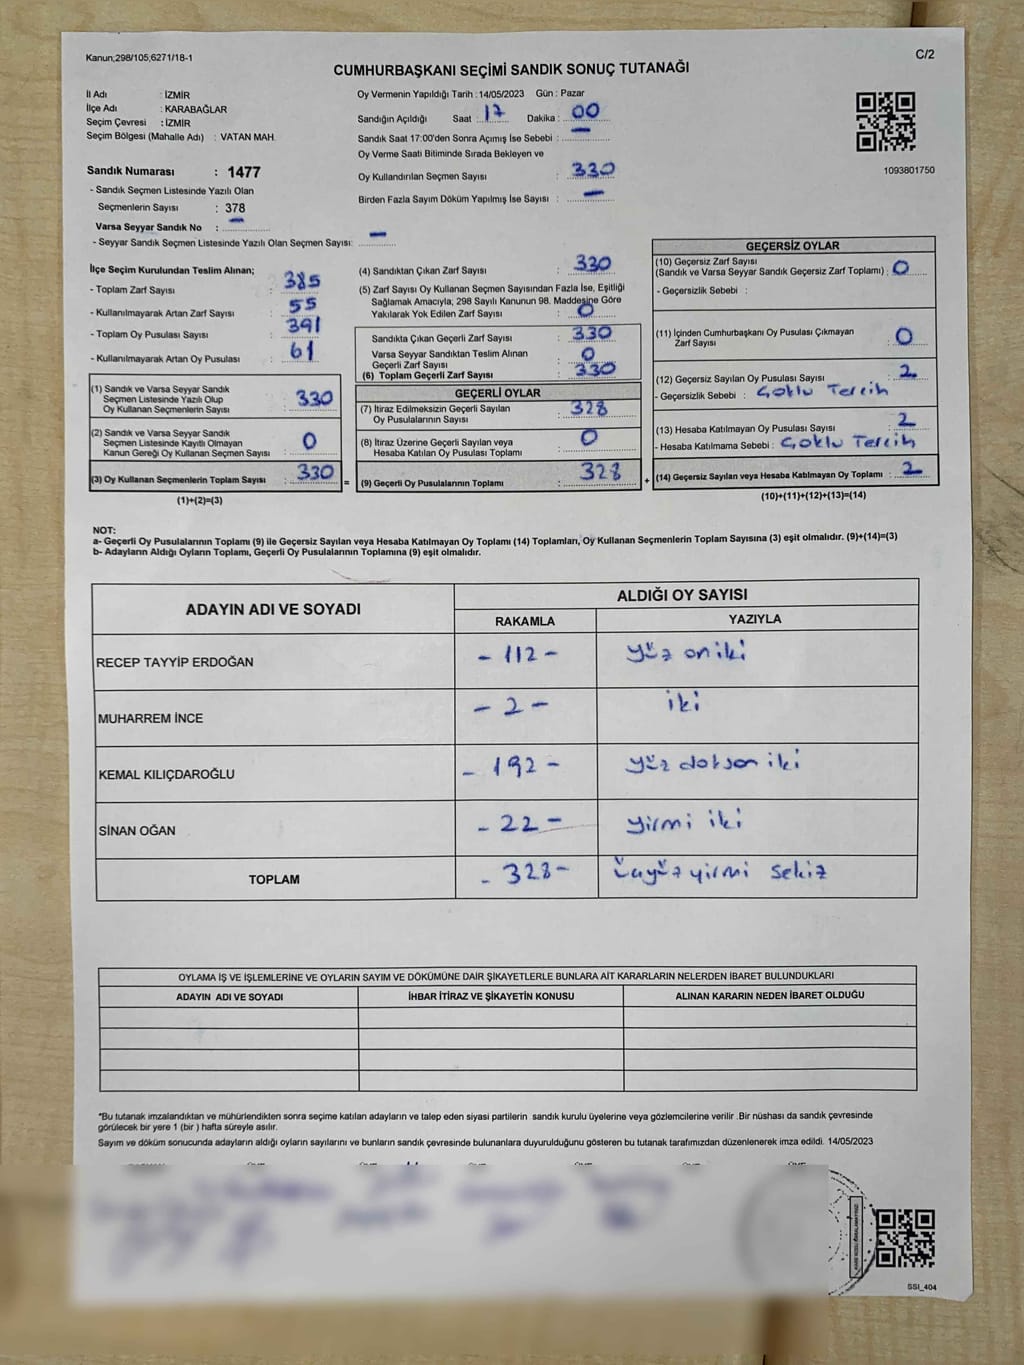 Kanun;298/105;6271/18-1
C/2
CUMHURBAŞKANI SEÇİMİ SANDIK SONUÇ TUTANAĞI
İl Adı : İZMİR
İlçe Adı : KARABAĞLAR
Seçim Çevresi : İZMİR
Seçim Bölgesi (Mahalle Adı) : VATAN MAH.
Sandık Numarası : 1477
- Sandık Seçmen Listesinde Yazılı Olan
Seçmenlerin Sayısı : 378
Varsa Seyyar Sandık No : —
- Seyyar Sandık Seçmen Listesinde Yazılı Olan Seçmen Sayısı: —
Oy Vermenin Yapıldığı Tarih : 14/05/2023 Gün : Pazar
Sandığın Açıldığı Saat : 17 Dakika : 00
Sandık Saat 17:00'den Sonra Açımış İse Sebebi : —
Oy Verme Saati Bitiminde Sırada Bekleyen ve
Oy Kullandırılan Seçmen Sayısı : 330
Birden Fazla Sayım Döküm Yapılmış İse Sayısı : —
1093801750
İlçe Seçim Kurulundan Teslim Alınan;
- Toplam Zarf Sayısı : 385
- Kullanılmayarak Artan Zarf Sayısı : 55
- Toplam Oy Pusulası Sayısı : 391
- Kullanılmayarak Artan Oy Pusulası : 61
(1) Sandık ve Varsa Seyyar Sandık
Seçmen Listesinde Yazılı Olup
Oy Kullanan Seçmenlerin Sayısı : 330
(2) Sandık ve Varsa Seyyar Sandık
Seçmen Listesinde Kayıtlı Olmayan
Kanun Gereği Oy Kullanan Seçmen Sayısı : 0
(3) Oy Kullanan Seçmenlerin Toplam Sayısı : 330 =
(1)+(2)=(3)
(4) Sandıktan Çıkan Zarf Sayısı : 330
(5) Zarf Sayısı Oy Kullanan Seçmen Sayısından Fazla İse, Eşitliği
Sağlamak Amacıyla; 298 Sayılı Kanunun 98. Maddesine Göre
Yakılarak Yok Edilen Zarf Sayısı : 0
Sandıkta Çıkan Geçerli Zarf Sayısı : 330
Varsa Seyyar Sandıktan Teslim Alınan
Geçerli Zarf Sayısı : 0
(6) Toplam Geçerli Zarf Sayısı : 330
GEÇERLİ OYLAR
(7) İtiraz Edilmeksizin Geçerli Sayılan
Oy Pusulalarının Sayısı : 328
(8) İtiraz Üzerine Geçerli Sayılan veya
Hesaba Katılan Oy Pusulası Toplamı : 0
(9) Geçerli Oy Pusulalarının Toplamı : 328 +
GEÇERSİZ OYLAR
(10) Geçersiz Zarf Sayısı
(Sandık ve Varsa Seyyar Sandık Geçersiz Zarf Toplamı) : 0
- Geçersizlik Sebebi :
(11) İçinden Cumhurbaşkanı Oy Pusulası Çıkmayan
Zarf Sayısı : 0
(12) Geçersiz Sayılan Oy Pusulası Sayısı : 2
- Geçersizlik Sebebi : Çoklu Tercih
(13) Hesaba Katılmayan Oy Pusulası Sayısı : 2
- Hesaba Katılmama Sebebi : Çoklu Tercih
(14) Geçersiz Sayılan veya Hesaba Katılmayan Oy Toplamı : 2
(10)+(11)+(12)+(13)=(14)
NOT:
a- Geçerli Oy Pusulalarının Toplamı (9) ile Geçersiz Sayılan veya Hesaba Katılmayan Oy Toplamı (14) Toplamları, Oy Kullanan Seçmenlerin Toplam Sayısına (3) eşit olmalıdır. (9)+(14)=(3)
b- Adayların Aldığı Oyların Toplamı, Geçerli Oy Pusulalarının Toplamına (9) eşit olmalıdır.
ADAYIN ADI VE SOYADI ALDIĞI OY SAYISI
RAKAMLA YAZIYLA
RECEP TAYYİP ERDOĞAN - 112 - yüz on iki
MUHARREM İNCE - 2 - iki
KEMAL KILIÇDAROĞLU - 192 - yüz doksan iki
SİNAN OĞAN - 22 - yirmi iki
TOPLAM - 328 - üçyüz yirmi sekiz
OYLAMA İŞ VE İŞLEMLERİNE VE OYLARIN SAYIM VE DÖKÜMÜNE DAİR ŞİKAYETLERLE BUNLARA AİT KARARLARIN NELERDEN İBARET BULUNDUKLARI
ADAYIN ADI VE SOYADI İHBAR İTİRAZ VE ŞİKAYETİN KONUSU ALINAN KARARIN NEDEN İBARET OLDUĞU
*Bu tutanak imzalandıktan ve mühürlendikten sonra seçime katılan adayların ve talep eden siyasi partilerin sandık kurulu üyelerine veya gözlemcilerine verilir .Bir nüshası da sandık çevresinde
görülecek bir yere 1 (bir ) hafta süreyle asılır.
Sayım ve döküm sonucunda adayların aldığı oyların sayılarını ve bunların sandık çevresinde bulunanlara duyurulduğunu gösteren bu tutanak tarafımızdan düzenlenerek imza edildi. 14/05/2023
SSI_404